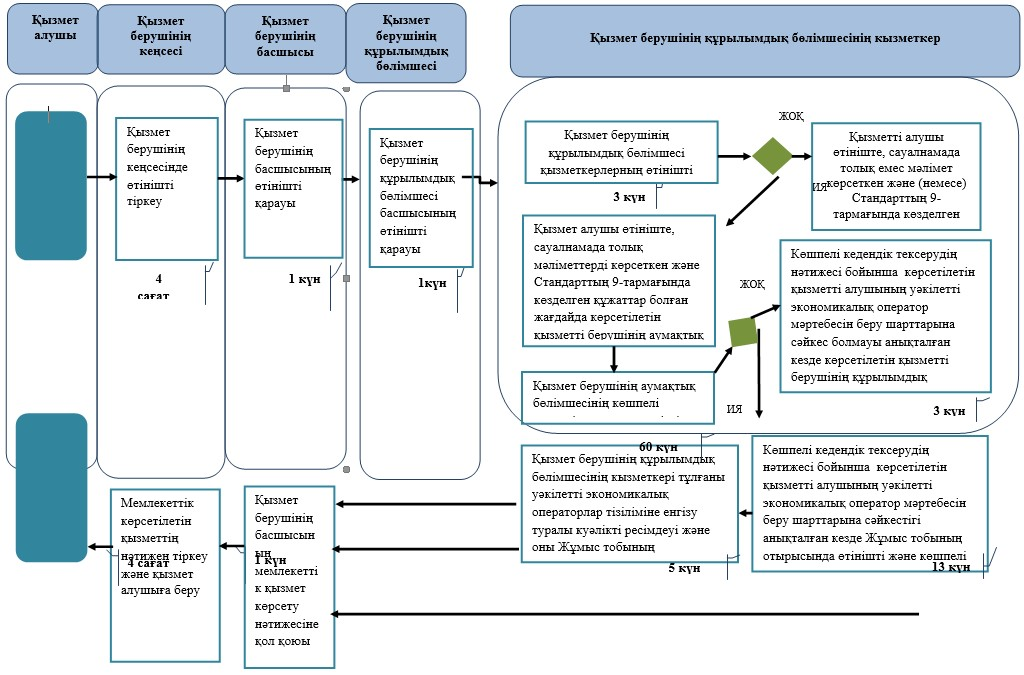 Қызмет
алушы
Қызмет
берушінің
кеңсесі
Қызмет
берушінің
басшысы
Қызмет
берушінің
құрылымдық
бөлімшесі
Қызмет берушінің құрылымдық бөлімшесінің кызметкер
Қызмет
берушінің
кеңсесінде
өтінішті
тіркеу
4
сағат
Қызмет
берушінің
басшысының
өтінішті
қарауы
1 күн
Қызмет
берушінің
құрылымдық
бөлімшесі
басшысының
өтінішті
қарауы
1күн
Қызмет берушінің
құрылымдық бөлімшесі
қызметкерлерның өтінішті
3 күн
ЖОҚ
Қызметті алушы
өтініште, сауалнамада
толық емес мәлімет
көрсеткен және (немесе)
Стандарттың 9-
тармағында көзделген
ИЯ
Қызмет алушы өтініште,
сауалнамада толық
мәліметтерді көрсеткен және
Стандарттың 9-тармағында
көзделген құжаттар болған
жағдайда көрсетілетін
қызметті берушінің аумақтық
ЖОҚ
Көшпелі кедендік тексерудің
нәтижесі бойынша көрсетілетін
қызметті алушының уәкілетті
экономикалық оператор
мәртебесін беру шарттарына
сәйкес болмауы анықталған
кезде көрсетілетін қызметті
берушінің құрылымдық
3 күн
Қызмет берушінің аумақтық
бөлімшесінің көшпелі
ИЯ
60 күн
Қызмет берушінің құрылымдық
бөлімшесінің кызметкері тұлғаны
уәкілетті экономикалық
операторлар тізіліміне енгізу
туралы куәлікті ресімдеуі және
оны Жұмыс тобының
5 күн
Көшпелі кедендік тексерудің
нәтижесі бойынша көрсетілетін
қызметті алушының уәкілетті
экономикалық оператор мәртебесін
беру шарттарына сәйкестігі
анықталған кезде Жұмыс тобының
отырысында өтінішті және көшпелі
13 күн
Мемлекеттік
көрсетілетін
қызметтің
нәтижен тіркеу
және қызмет
алушыға беру
4 сағат
Қызмет
берушінің
басшысын
ың
мемлекетті
к қызмет
көрсету
нәтижесіне
қол қоюы
1 күн